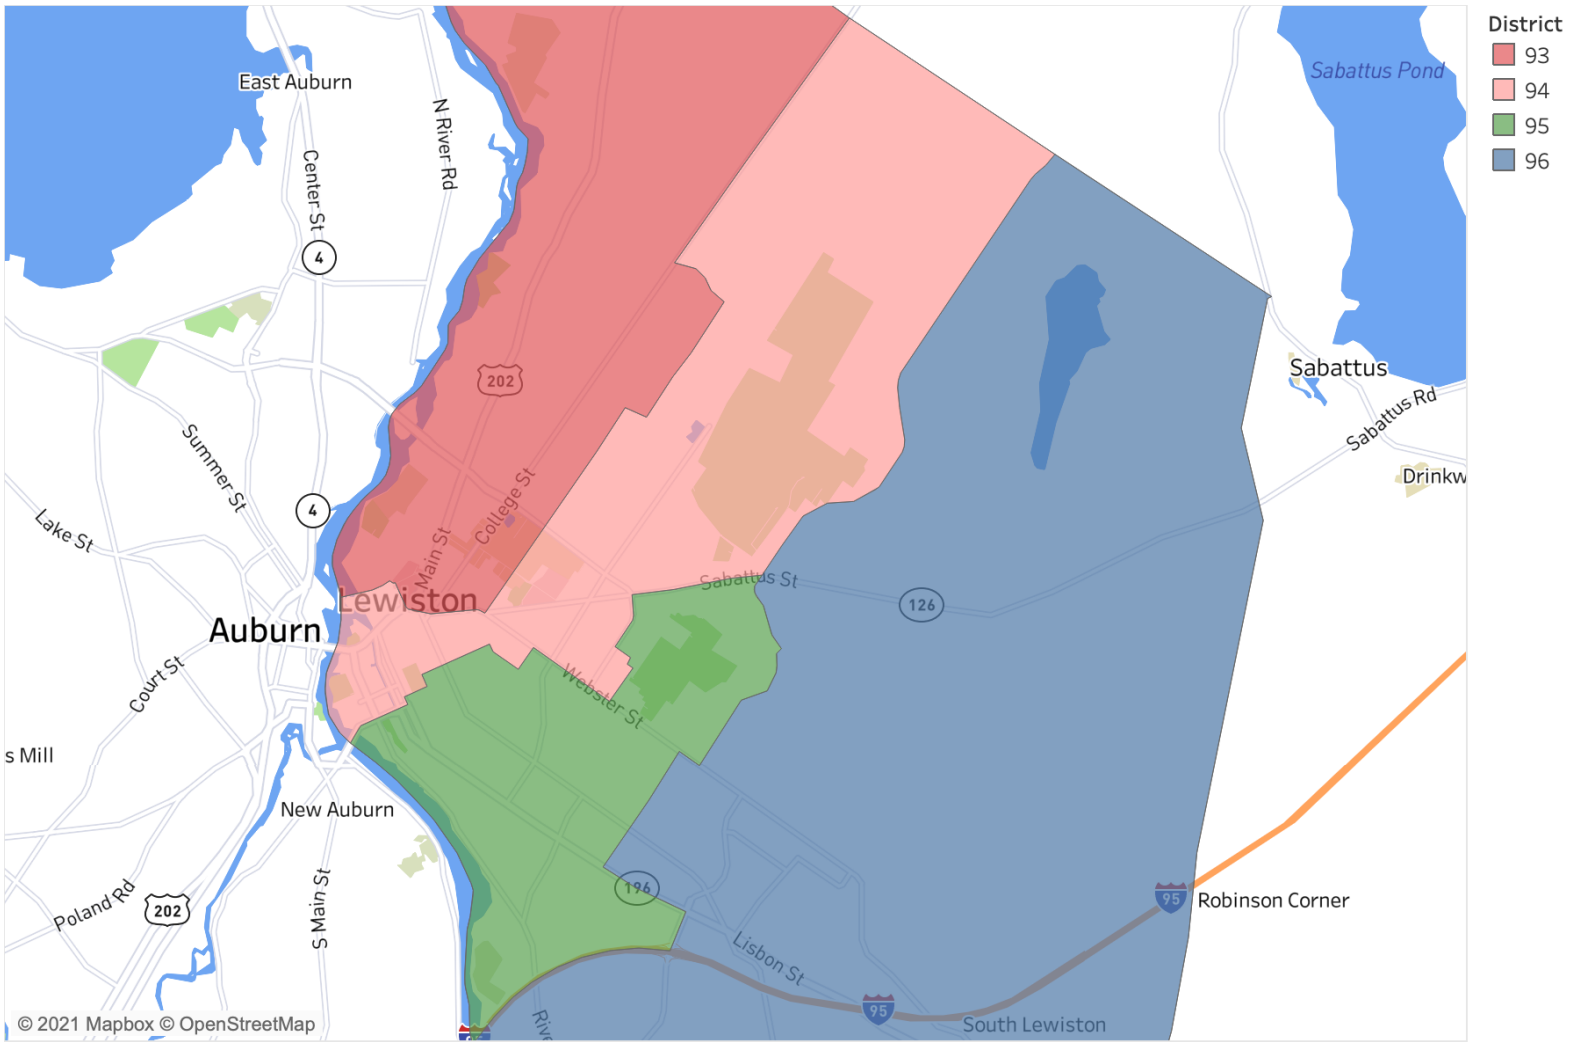 District
93
94
95
96
Sabattus Pond
East Auburn
N River Rd
Center St
4
202
Sabattus
Sabattus Rd
Summer St
Drinkw
College St
4
Lake St
Main St
Sabattus St
Lewiston
126
Auburn
Court St
Webster St
s Mill
New Auburn
196
Poland Rd
202
S Main St
95
Robinson Corner
Lisbon St
95
Rive
South Lewiston
© 2021 Mapbox © OpenStreetMap